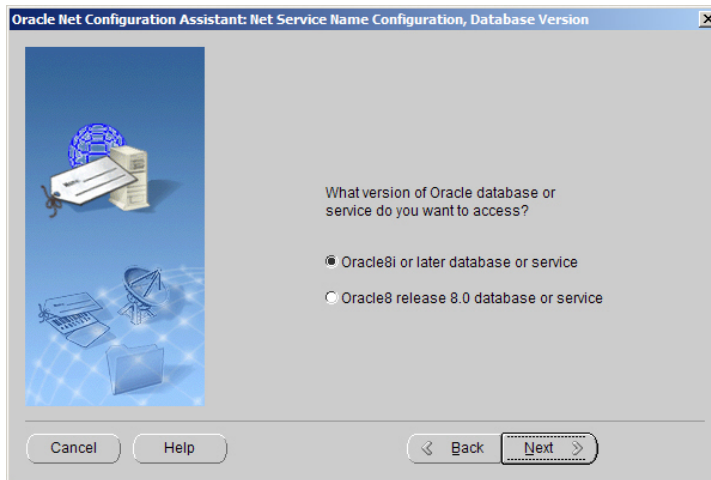 Oracle Net Configuration Assistant: Net Service Name Configuration, Database Version
What version of Oracle database or
service do you want to access?
Oracle8i or later database or service
Oracle8 release 8.0 database or service
Cancel
Help
Back
Next